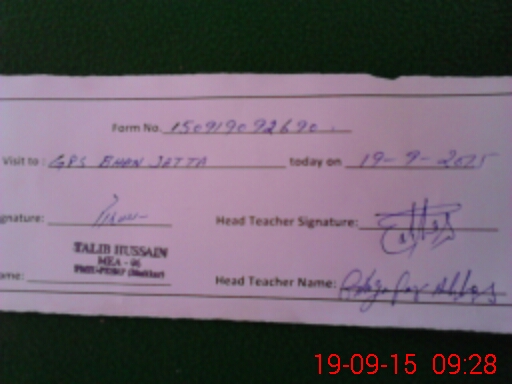 Form No. 150919092690
Visit to : GPS BHAN JATTA today on 19-9-2015
gnature: Head Teacher Signature:
TALIB HUSSAIN
MEA - 06
ame: Head Teacher Name:
19-09-15 09:28